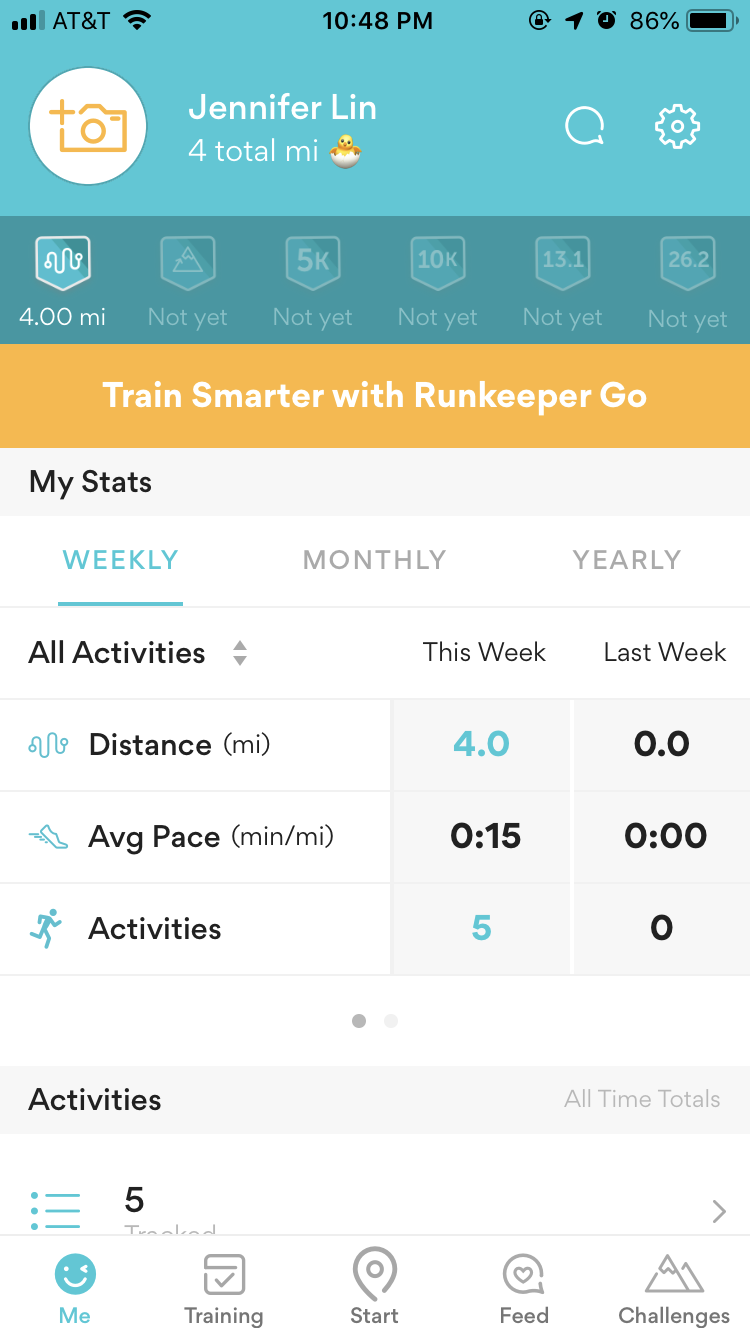 AT&T 10:48 PM 86%
Jennifer Lin
4 total mi 🐣
5K 10K 13.1 26.2
4.00 mi Not yet Not yet Not yet Not yet Not yet
Train Smarter with Runkeeper Go
My Stats
WEEKLY MONTHLY YEARLY
All Activities This Week Last Week
Distance (mi) 4.0 0.0
Avg Pace (min/mi) 0:15 0:00
Activities 5 0
Activities All Time Totals
5
Tracked
Me Training Start Feed Challenges